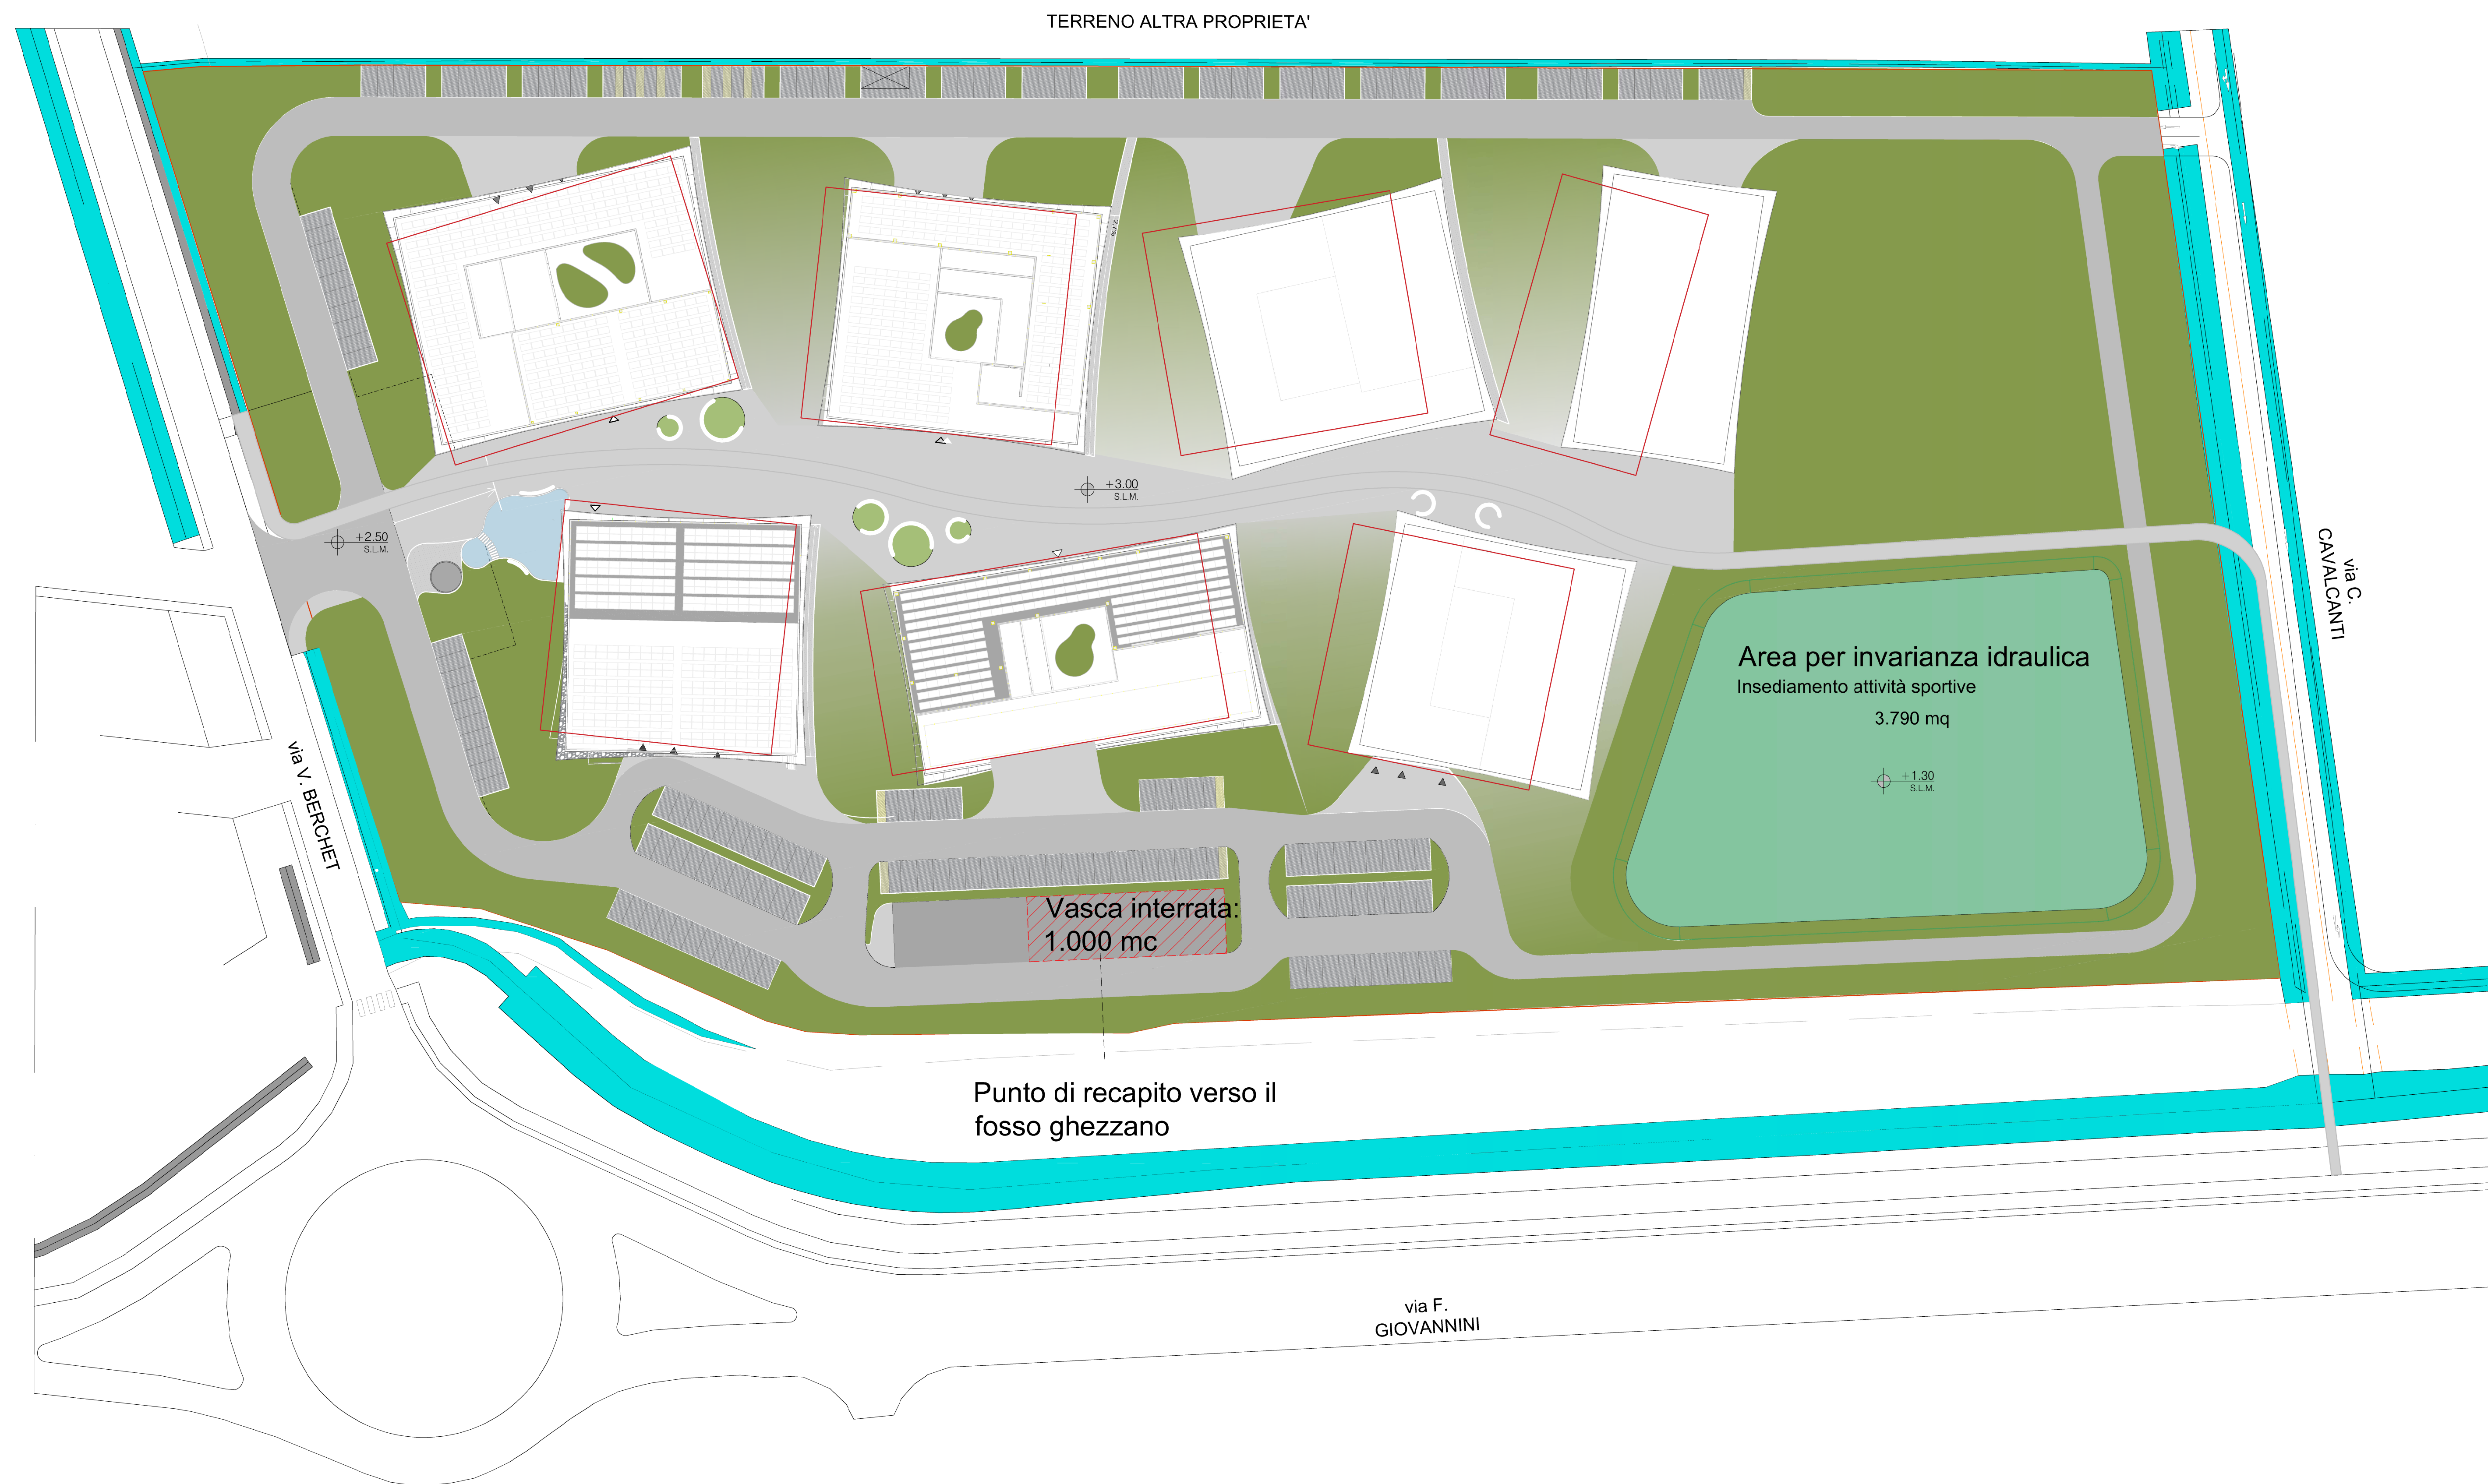 TERRENO ALTRA PROPRIETA'
+3.00
S.L.M.
+2.50
S.L.M.
via C.
CAVALCANTI
Area per invarianza idraulica
Insediamento attività sportive
3.790 mq
+1.30
S.L.M.
via V. BERCHET
Vasca interrata:
1.000 mc
Punto di recapito verso il
fosso ghezzano
via F.
GIOVANNINI